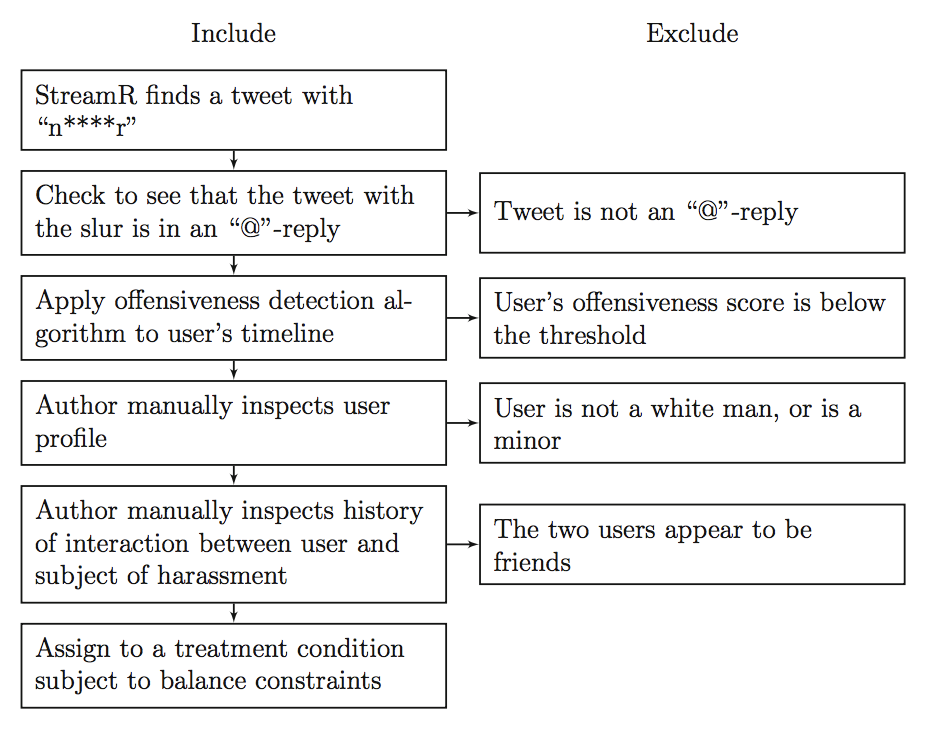 Include
Exclude
StreamR finds a tweet with
“n****r”
Check to see that the tweet with
the slur is in an “@”-reply
Tweet is not an “@”-reply
Apply offensiveness detection al-
gorithm to user’s timeline
User’s offensiveness score is below
the threshold
Author manually inspects user
profile
User is not a white man, or is a
minor
Author manually inspects history
of interaction between user and
subject of harassment
The two users appear to be
friends
Assign to a treatment condition
subject to balance constraints